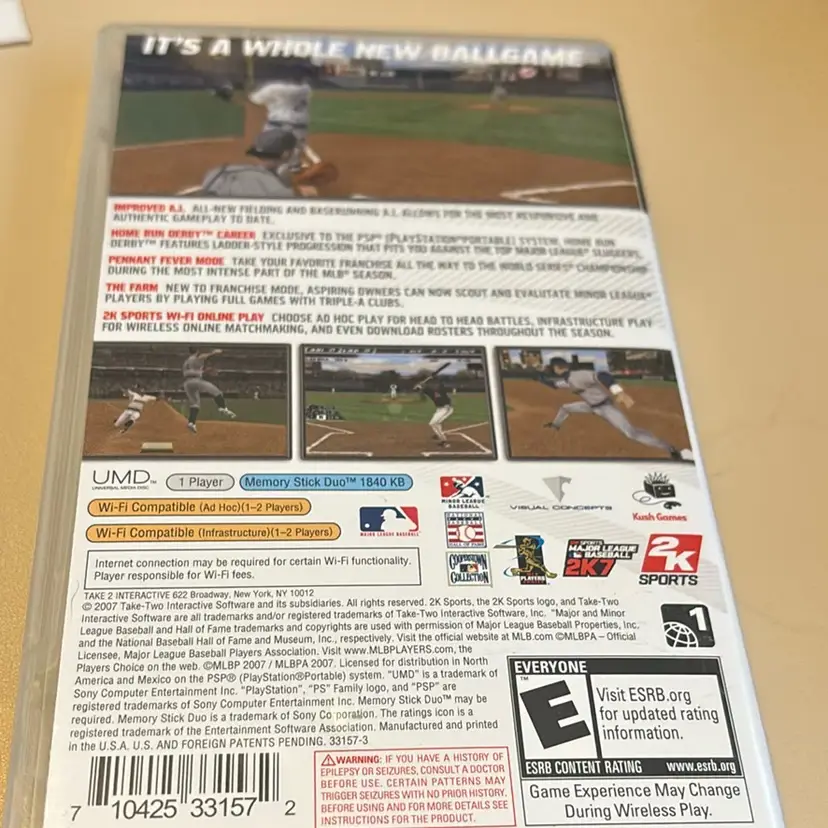 IT'S A WHOLE NEW BALLGAME
IMPROVED A.I. ALL-NEW FIELDING AND BASERUNNING A.I. ALLOWS FOR THE MOST RESPONSIVE AND
AUTHENTIC GAMEPLAY TO DATE.
HOME RUN DERBY™ CAREER EXCLUSIVE TO THE PSP® (PLAYSTATION®PORTABLE) SYSTEM, HOME RUN
DERBY™ FEATURES LADDER-STYLE PROGRESSION THAT PITS YOU AGAINST THE TOP MAJOR LEAGUE® SLUGGERS.
PENNANT FEVER MODE TAKE YOUR FAVORITE FRANCHISE ALL THE WAY TO THE WORLD SERIES® CHAMPIONSHIP
DURING THE MOST INTENSE PART OF THE MLB® SEASON.
THE FARM NEW TO FRANCHISE MODE, ASPIRING OWNERS CAN NOW SCOUT AND EVALUTATE MINOR LEAGUE®
PLAYERS BY PLAYING FULL GAMES WITH TRIPLE-A CLUBS.
2K SPORTS WI-FI ONLINE PLAY CHOOSE AD HOC PLAY FOR HEAD TO HEAD BATTLES, INFRASTRUCTURE PLAY
FOR WIRELESS ONLINE MATCHMAKING, AND EVEN DOWNLOAD ROSTERS THROUGHOUT THE SEASON.
UMD™
UNIVERSAL MEDIA DISC
1 Player
Memory Stick Duo™ 1840 KB
Wi-Fi Compatible (Ad Hoc)(1–2 Players)
Wi-Fi Compatible (Infrastructure)(1–2 Players)
MAJOR LEAGUE BASEBALL
MINOR LEAGUE
BASEBALL
VISUAL CONCEPTS
Kush Games
NATIONAL
BASEBALL
HALL OF FAME
COOPERSTOWN
COLLECTION
PLAYERS
SPORTS
MAJOR LEAGUE
BASEBALL
2K7
2K
SPORTS
Internet connection may be required for certain Wi-Fi functionality.
Player responsible for Wi-Fi fees.
TAKE 2 INTERACTIVE 622 Broadway, New York, NY 10012
© 2007 Take-Two Interactive Software and its subsidiaries. All rights reserved. 2K Sports, the 2K Sports logo, and Take-Two
Interactive Software are all trademarks and/or registered trademarks of Take-Two Interactive Software, Inc. "Major and Minor
League Baseball and Hall of Fame trademarks and copyrights are used with permission of Major League Baseball Properties, Inc.
and the National Baseball Hall of Fame and Museum, Inc., respectively. Visit the official website at MLB.com ©MLBPA – Official
Licensee, Major League Baseball Players Association. Visit www.MLBPLAYERS.com, the
Players Choice on the web. ©MLBP 2007 / MLBPA 2007. Licensed for distribution in North
America and Mexico on the PSP® (PlayStation®Portable) system. "UMD" is a trademark of
Sony Computer Entertainment Inc. "PlayStation", "PS" Family logo, and "PSP" are
registered trademarks of Sony Computer Entertainment Inc. Memory Stick Duo™ may be
required. Memory Stick Duo is a trademark of Sony Corporation. The ratings icon is a
registered trademark of the Entertainment Software Association. Manufactured and printed
in the U.S.A. U.S. AND FOREIGN PATENTS PENDING. 33157-3
1
EVERYONE
E
Visit ESRB.org
for updated rating
information.
ESRB CONTENT RATING www.esrb.org
Game Experience May Change
During Wireless Play.
7 10425 33157 2
WARNING: IF YOU HAVE A HISTORY OF
EPILEPSY OR SEIZURES, CONSULT A DOCTOR
BEFORE USE. CERTAIN PATTERNS MAY
TRIGGER SEIZURES WITH NO PRIOR HISTORY.
BEFORE USING AND FOR MORE DETAILS SEE
INSTRUCTIONS FOR THE PRODUCT.